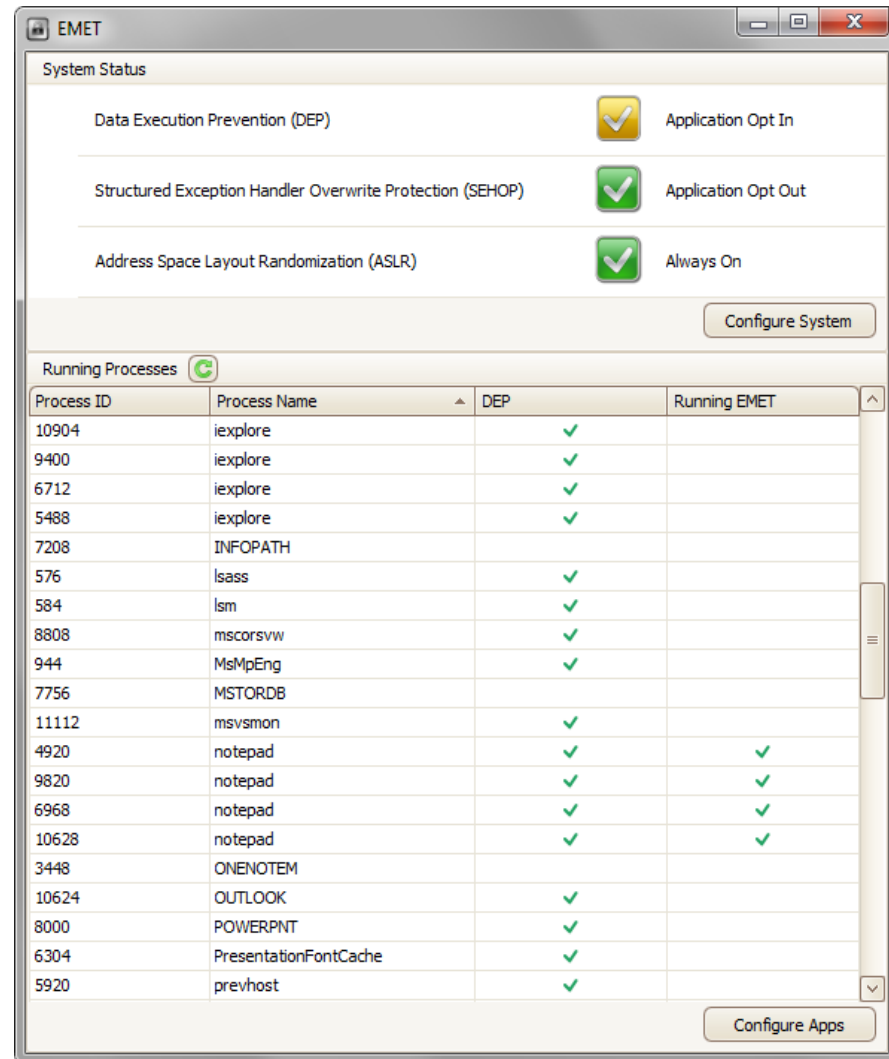 EMET
System Status
Data Execution Prevention (DEP) Application Opt In
Structured Exception Handler Overwrite Protection (SEHOP) Application Opt Out
Address Space Layout Randomization (ASLR) Always On
Configure System
Running Processes
Process ID Process Name DEP Running EMET
10904 iexplore
9400 iexplore
6712 iexplore
5488 iexplore
7208 INFOPATH
576 lsass
584 lsm
8808 mscorsvw
944 MsMpEng
7756 MSTORDB
11112 msvsmon
4920 notepad
9820 notepad
6968 notepad
10628 notepad
3448 ONENOTEM
10624 OUTLOOK
8000 POWERPNT
6304 PresentationFontCache
5920 prevhost
Configure Apps